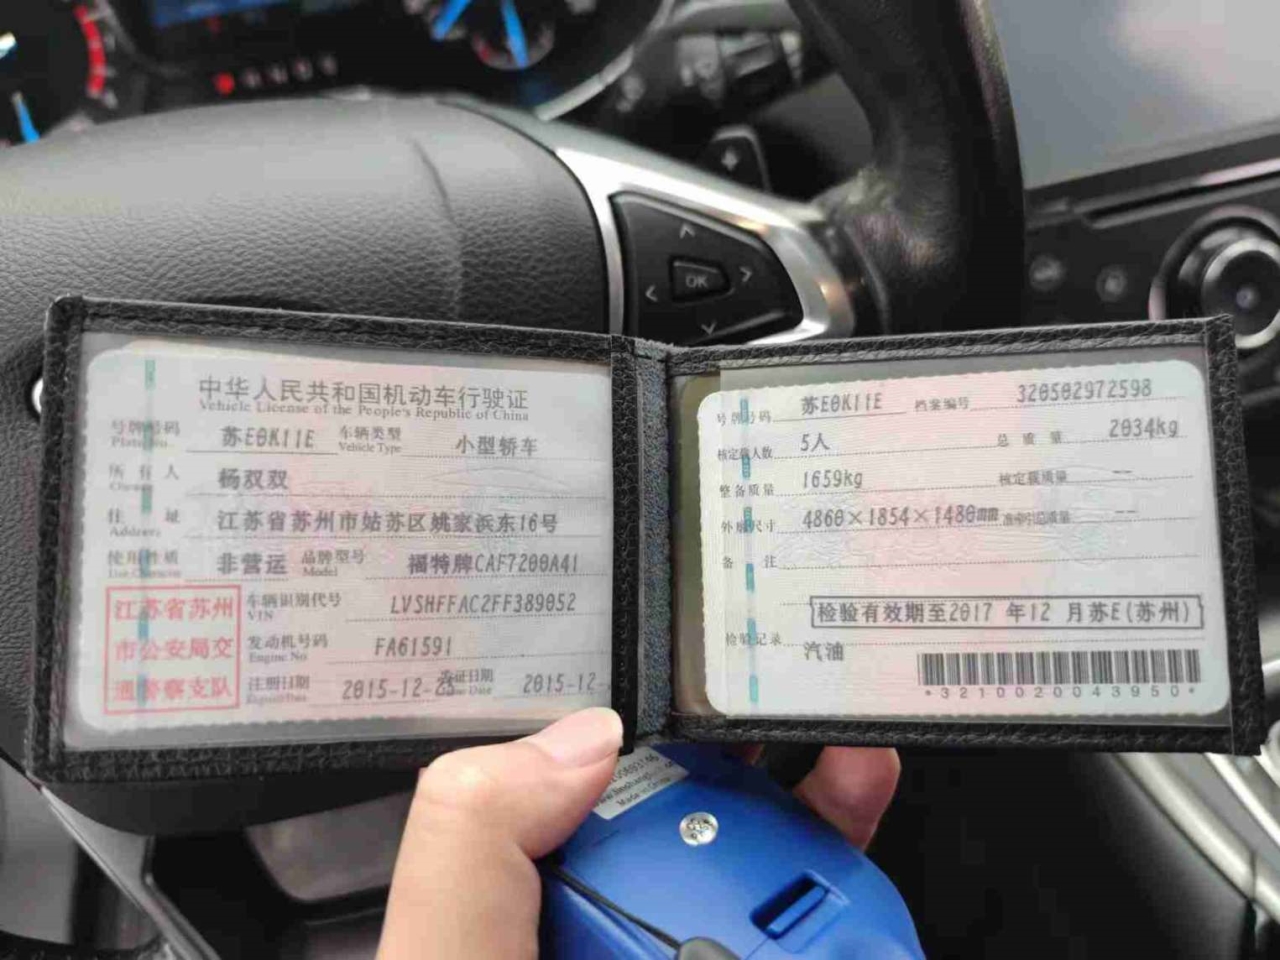 OK
中华人民共和国机动车行驶证
Vehicle License of the People's Republic of China
号牌号码 苏E0K11E 车辆类型 小型轿车
Plate No. Vehicle Type
所有人 杨双双
Owner
住址 江苏省苏州市姑苏区姚家浜东16号
Address
使用性质 非营运 品牌型号 福特牌CAF7200A41
Use Character Model
江苏省苏州
市公安局交
通警察支队
车辆识别代号 LVSHFFAC2FF389052
VIN
发动机号码 FA61591
Engine No.
注册日期 2015-12-25 发证日期 2015-12-
号牌号码 苏E0K11E 档案编号 320502972598
核定载人数 5人 总质量 2034kg
整备质量 1659kg 核定载质量 --
外廓尺寸 4860×1854×1480mm 准牵引总质量 --
备注
检验有效期至2017 年12 月苏E(苏州)
检验记录
汽油
*3210020043950*
Made in China